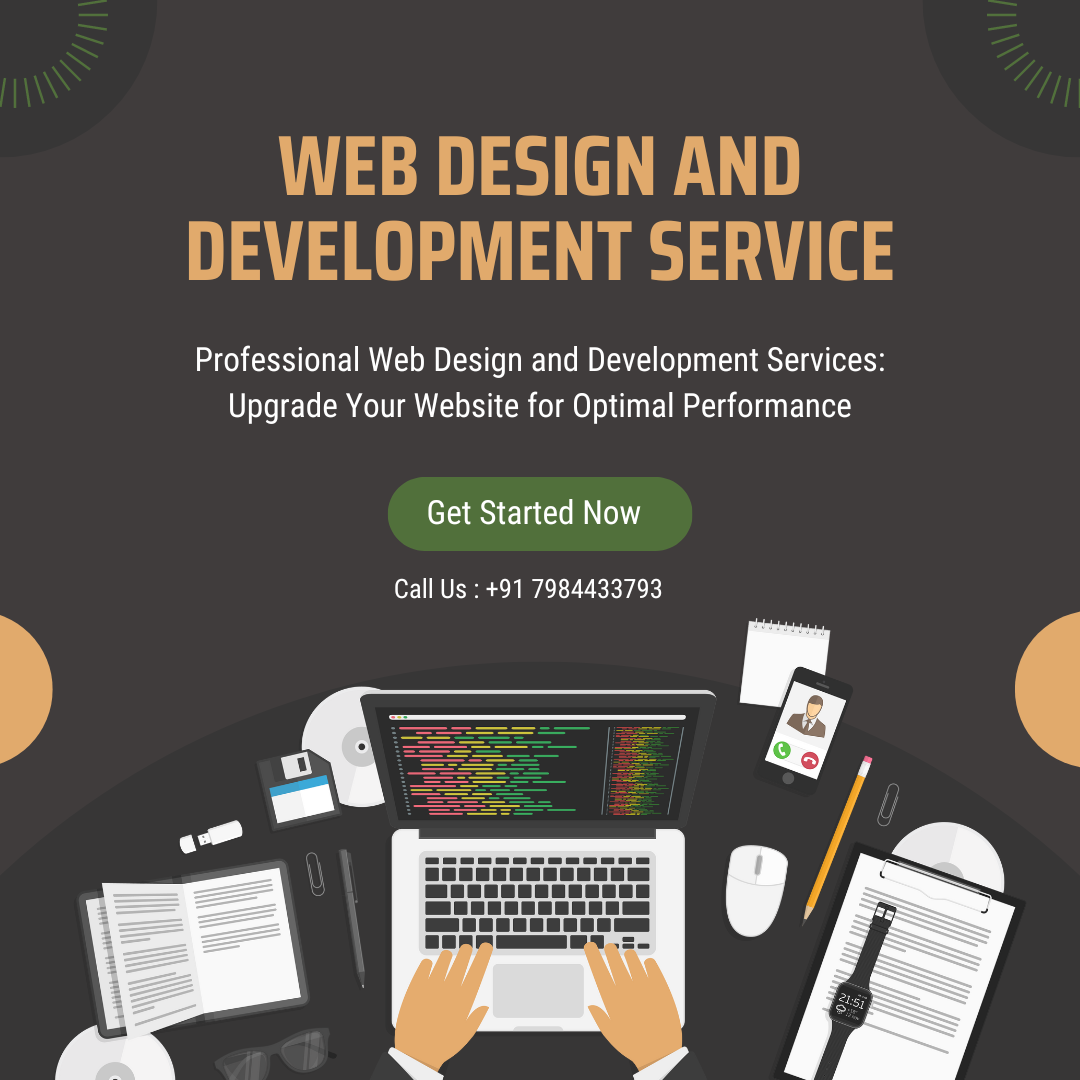 WEB DESIGN AND
DEVELOPMENT SERVICE
Professional Web Design and Development Services:
Upgrade Your Website for Optimal Performance
Get Started Now
Call Us : +91 7984433793
21:51